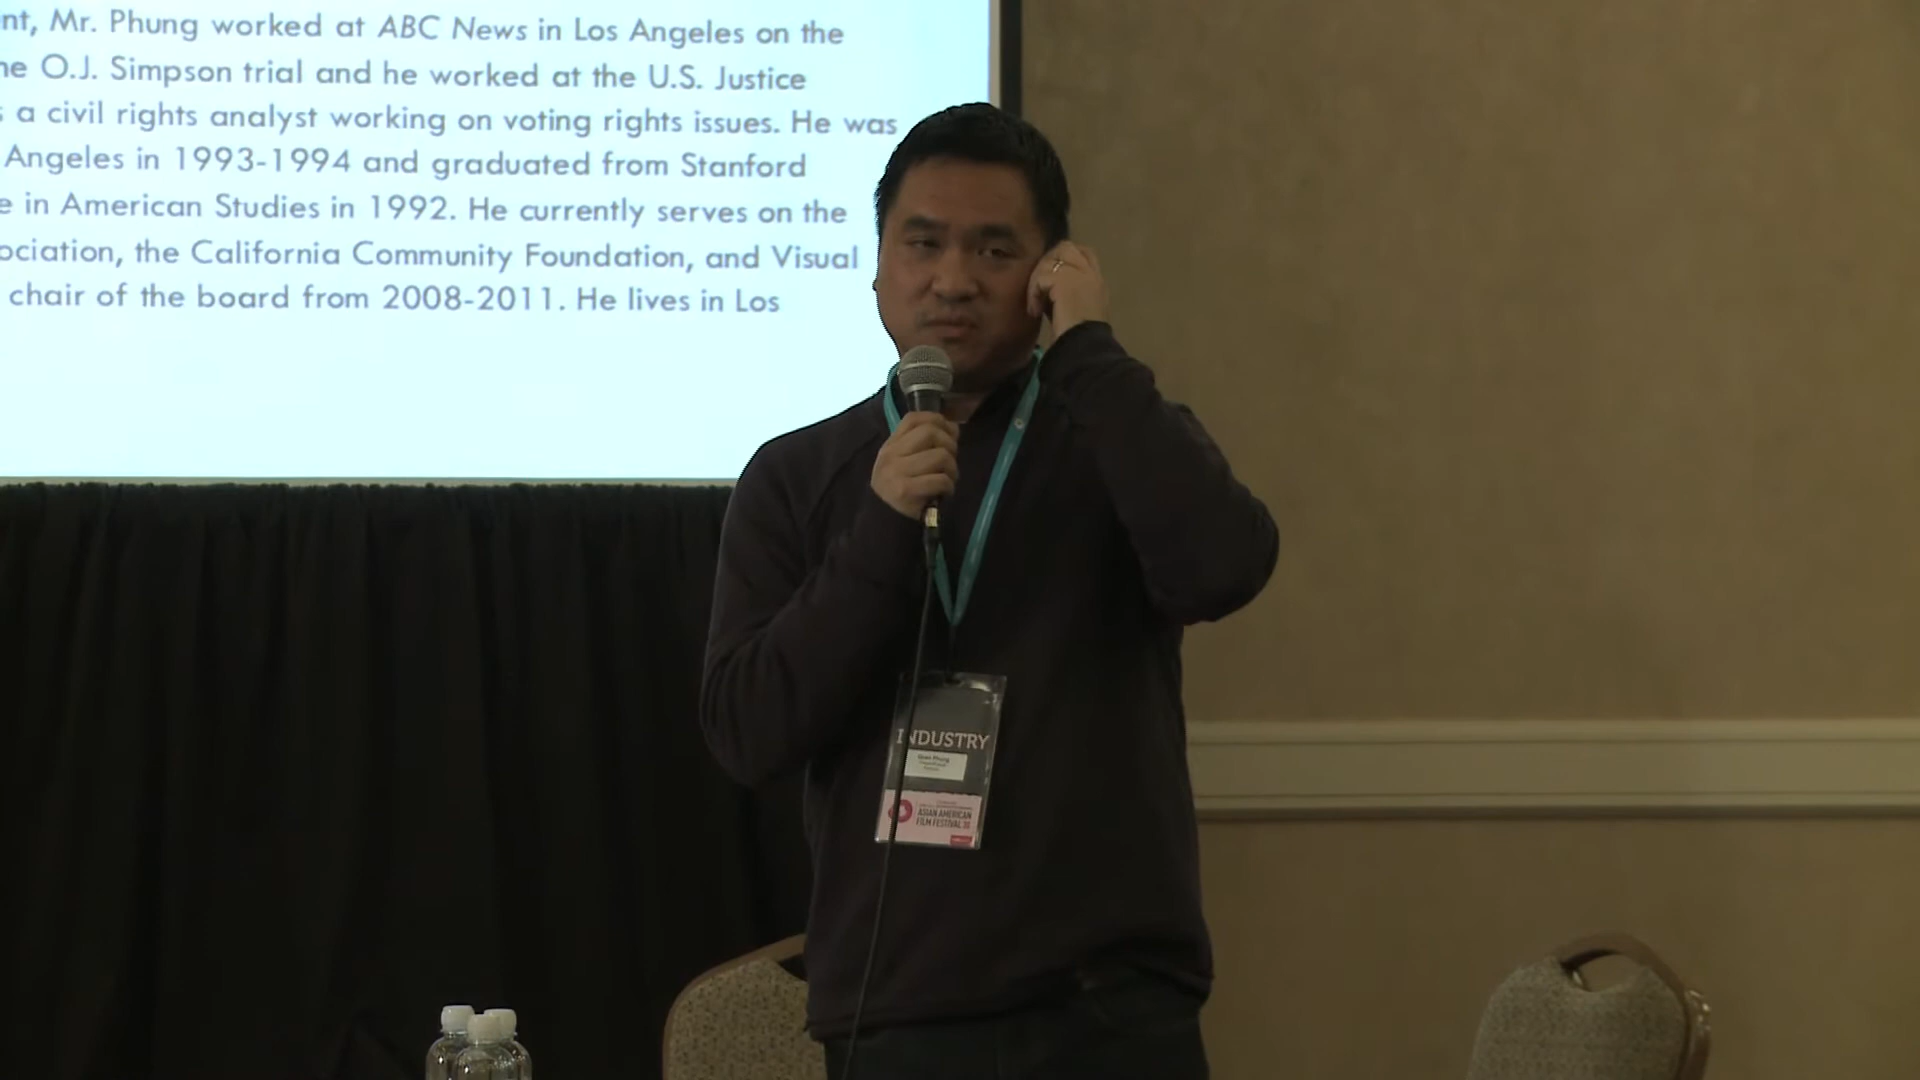 nt, Mr. Phung worked at ABC News in Los Angeles on the
he O.J. Simpson trial and he worked at the U.S. Justice
s a civil rights analyst working on voting rights issues. He was
Angeles in 1993-1994 and graduated from Stanford
e in American Studies in 1992. He currently serves on the
ociation, the California Community Foundation, and Visual
chair of the board from 2008-2011. He lives in Los
INDUSTRY
Phung
ASIAN AMERICAN
FILM FESTIVAL